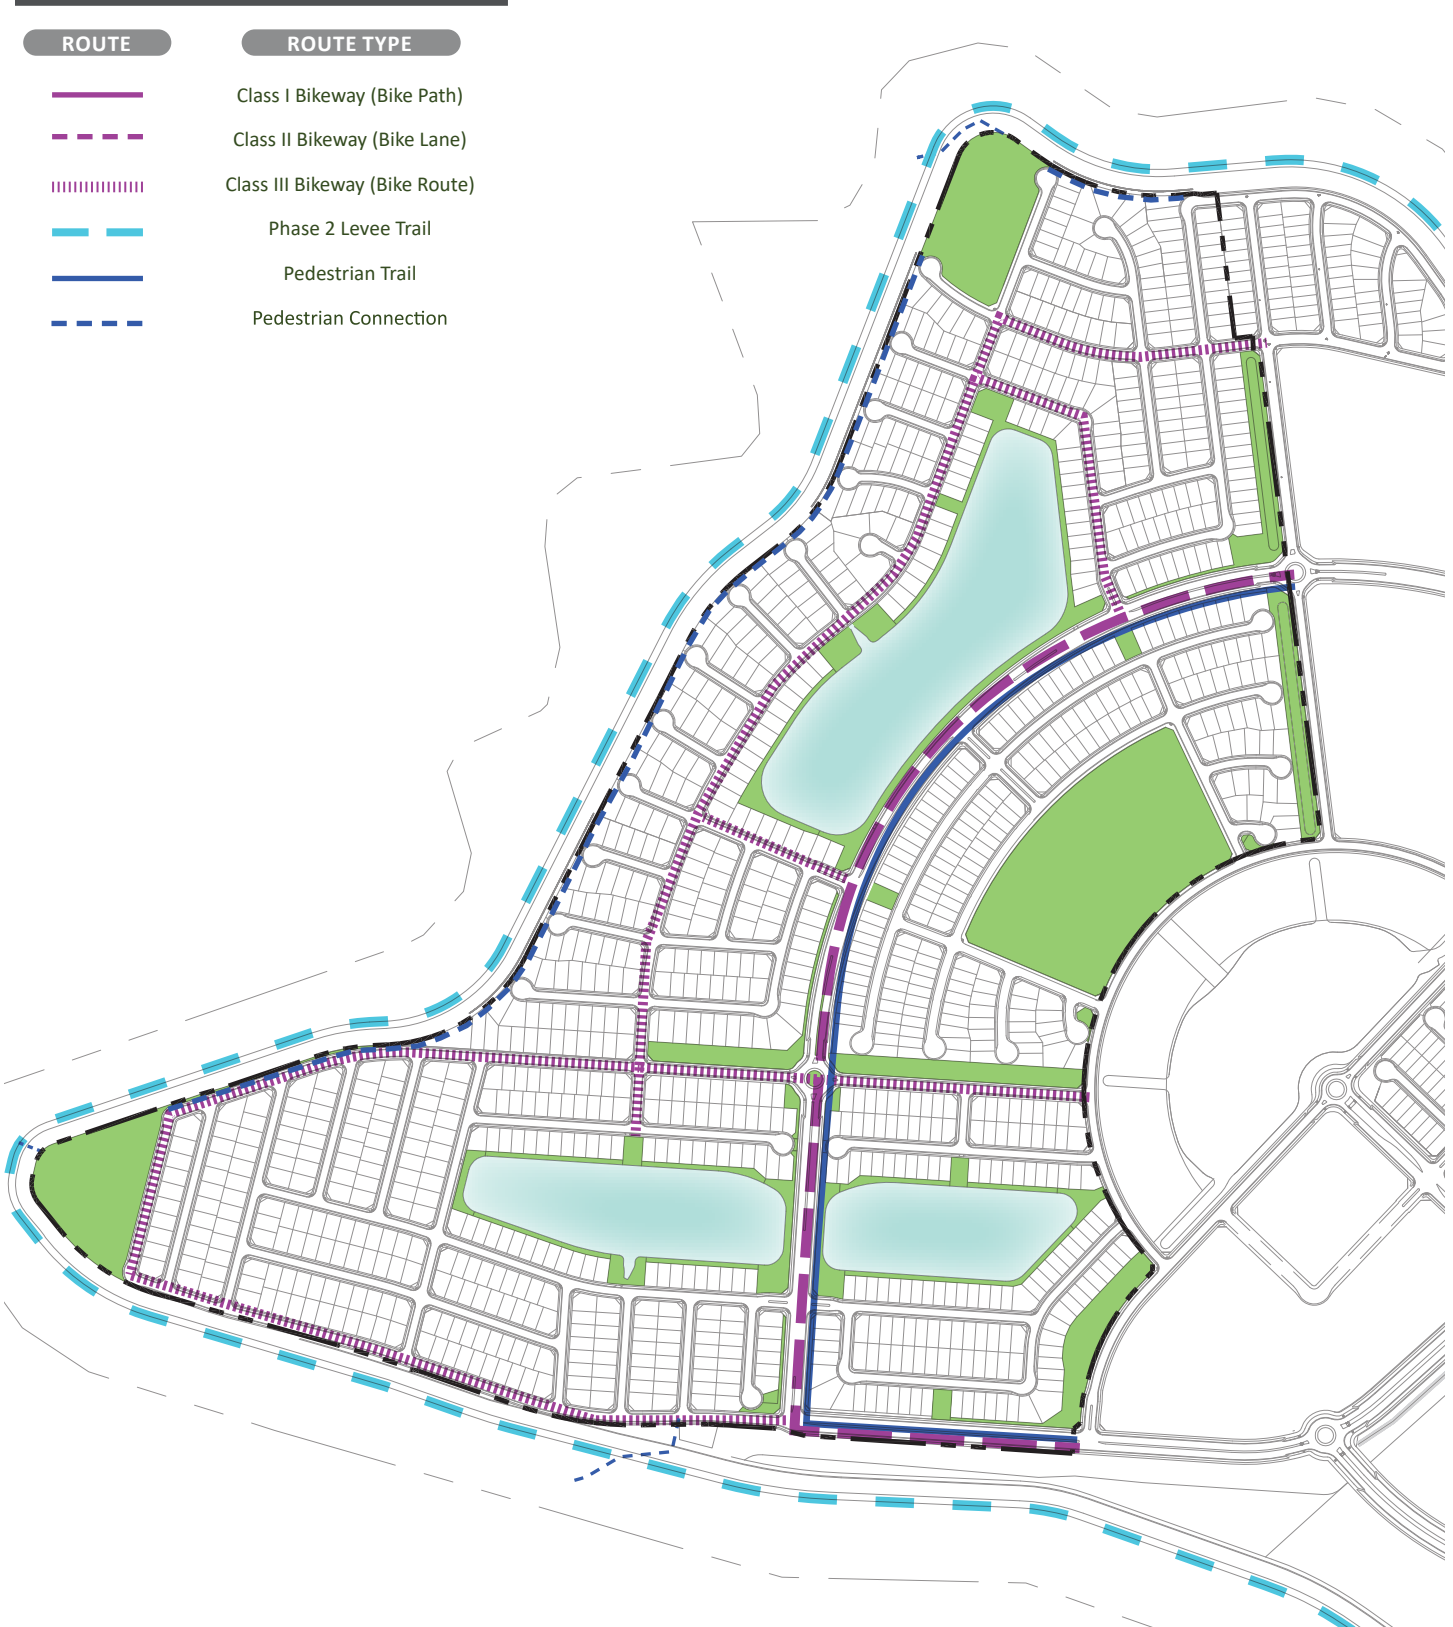 ROUTE
ROUTE TYPE
Class I Bikeway (Bike Path)
Class II Bikeway (Bike Lane)
Class III Bikeway (Bike Route)
Phase 2 Levee Trail
Pedestrian Trail
Pedestrian Connection